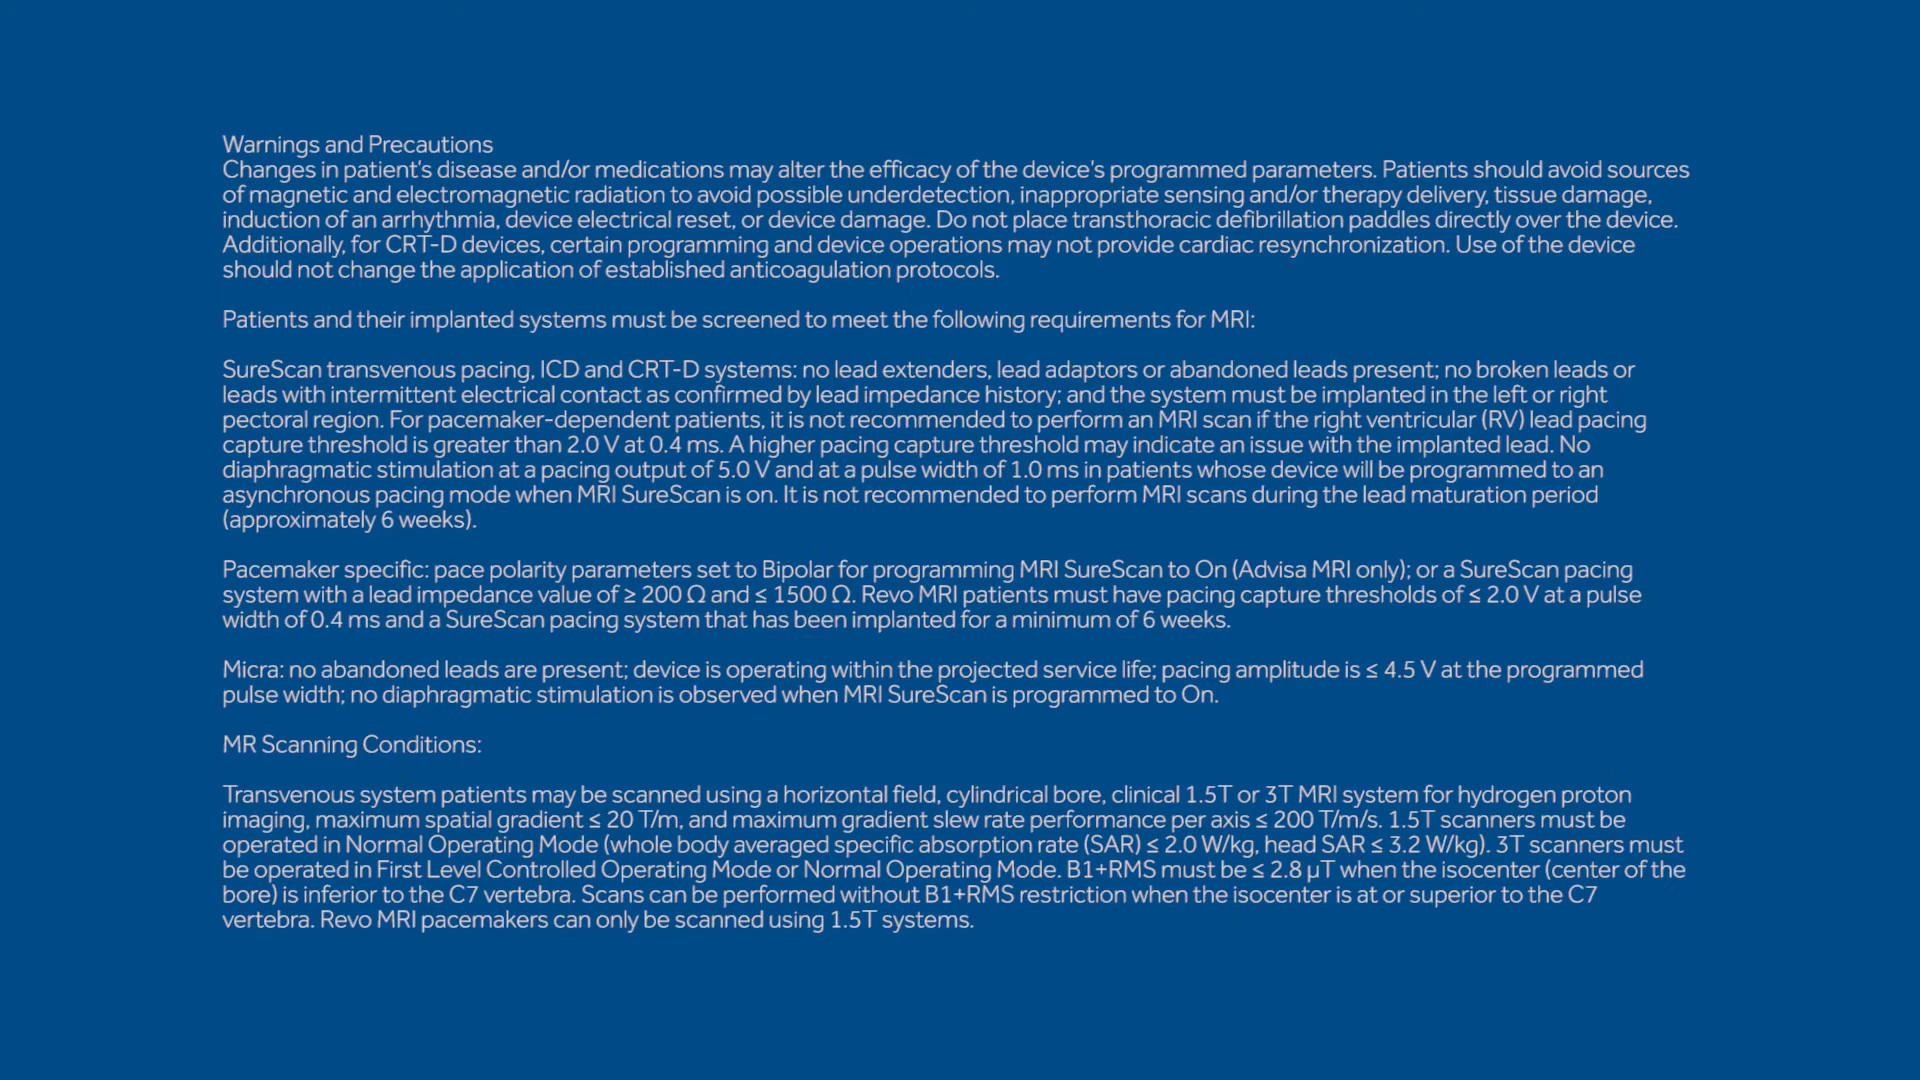 Warnings and Precautions
Changes in patient's disease and/or medications may alter the efficacy of the device's programmed parameters. Patients should avoid sources
of magnetic and electromagnetic radiation to avoid possible underdetection, inappropriate sensing and/or therapy delivery, tissue damage,
induction of an arrhythmia, device electrical reset, or device damage. Do not place transthoracic defibrillation paddles directly over the device.
Additionally, for CRT-D devices, certain programming and device operations may not provide cardiac resynchronization. Use of the device
should not change the application of established anticoagulation protocols.
Patients and their implanted systems must be screened to meet the following requirements for MRI:
SureScan transvenous pacing, ICD and CRT-D systems: no lead extenders, lead adaptors or abandoned leads present; no broken leads or
leads with intermittent electrical contact as confirmed by lead impedance history; and the system must be implanted in the left or right
pectoral region. For pacemaker-dependent patients, it is not recommended to perform an MRI scan if the right ventricular (RV) lead pacing
capture threshold is greater than 2.0 V at 0.4 ms. A higher pacing capture threshold may indicate an issue with the implanted lead. No
diaphragmatic stimulation at a pacing output of 5.0 V and at a pulse width of 1.0 ms in patients whose device will be programmed to an
asynchronous pacing mode when MRI SureScan is on. It is not recommended to perform MRI scans during the lead maturation period
(approximately 6 weeks).
Pacemaker specific: pace polarity parameters set to Bipolar for programming MRI SureScan to On (Advisa MRI only); or a SureScan pacing
system with a lead impedance value of ≥ 200 Ω and ≤ 1500 Ω. Revo MRI patients must have pacing capture thresholds of ≤ 2.0 V at a pulse
width of 0.4 ms and a SureScan pacing system that has been implanted for a minimum of 6 weeks.
Micra: no abandoned leads are present; device is operating within the projected service life; pacing amplitude is ≤ 4.5 V at the programmed
pulse width; no diaphragmatic stimulation is observed when MRI SureScan is programmed to On.
MR Scanning Conditions:
Transvenous system patients may be scanned using a horizontal field, cylindrical bore, clinical 1.5T or 3T MRI system for hydrogen proton
imaging, maximum spatial gradient ≤ 20 T/m, and maximum gradient slew rate performance per axis ≤ 200 T/m/s. 1.5T scanners must be
operated in Normal Operating Mode (whole body averaged specific absorption rate (SAR) ≤ 2.0 W/kg, head SAR ≤ 3.2 W/kg). 3T scanners must
be operated in First Level Controlled Operating Mode or Normal Operating Mode. B1+RMS must be ≤ 2.8 μT when the isocenter (center of the
bore) is inferior to the C7 vertebra. Scans can be performed without B1+RMS restriction when the isocenter is at or superior to the C7
vertebra. Revo MRI pacemakers can only be scanned using 1.5T systems.